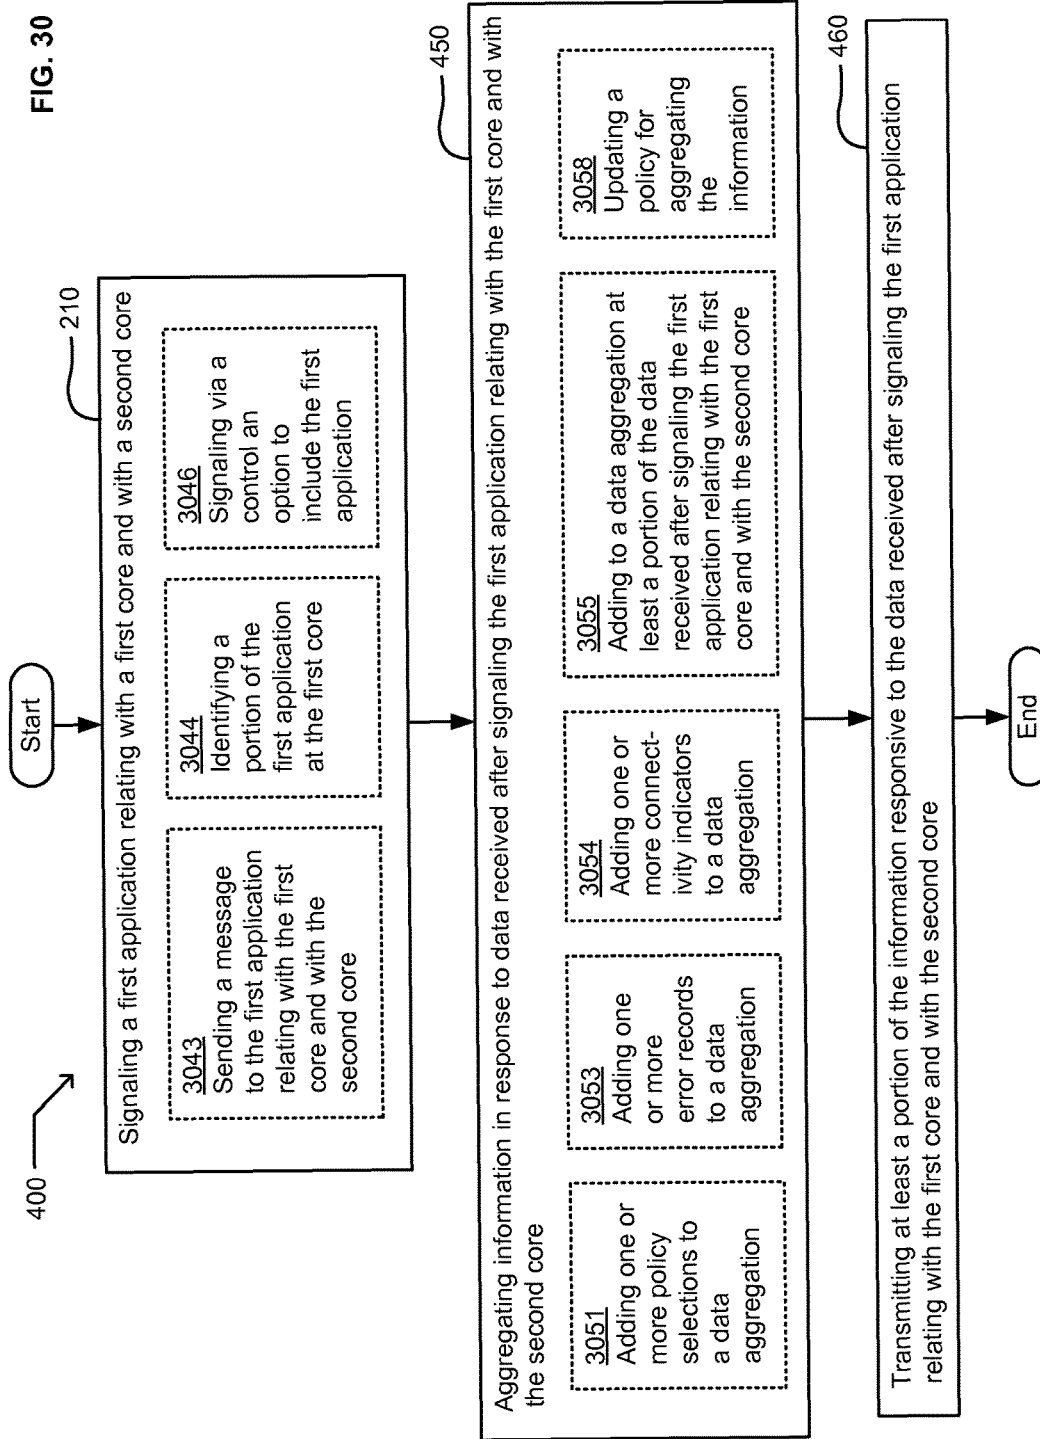 FIG. 30
400
Start
210
Signaling a first application relating with a first core and with a second core
3043
Sending a message
to the first application
relating with the first
core and with the
second core
3044
Identifying a
portion of the
first application
at the first core
3046
Signaling via a
control an
option to
include the first
application
450
Aggregating information in response to data received after signaling the first application relating with the first core and with
the second core
3051
Adding one or
more policy
selections to
a data
aggregation
3053
Adding one
or more
error records
to a data
aggregation
3054
Adding one or
more connect-
ivity indicators
to a data
aggregation
3055
Adding to a data aggregation at
least a portion of the data
received after signaling the first
application relating with the first
core and with the second core
3058
Updating a
policy for
aggregating
the
information
460
Transmitting at least a portion of the information responsive to the data received after signaling the first application
relating with the first core and with the second core
End